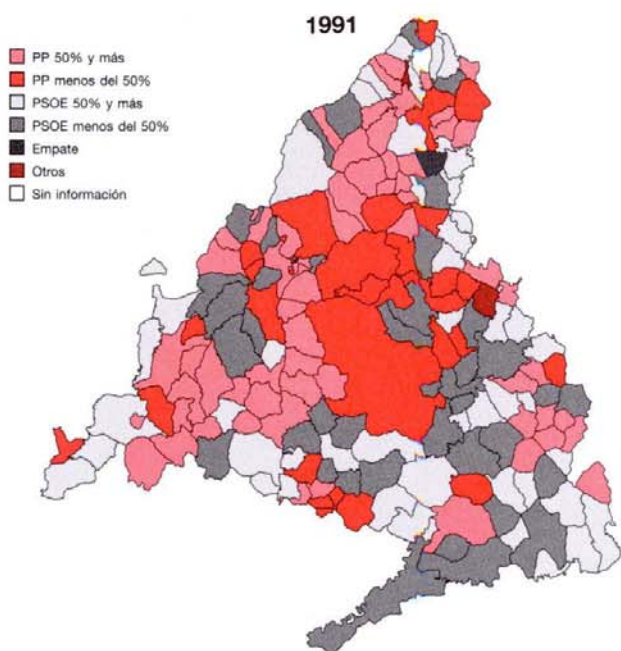 1991
PP 50% y más
PP menos del 50%
PSOE 50% y más
PSOE menos del 50%
Empate
Otros
Sin información